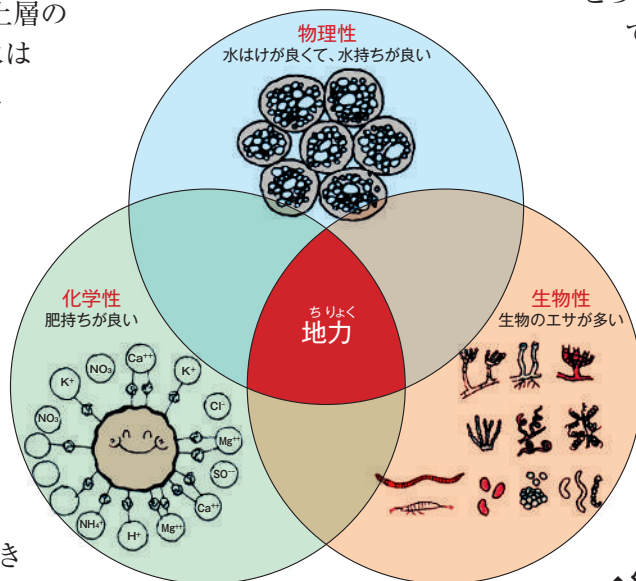 土層の
は
物理性
水はけが良くて、水持ちが良い
化学性
肥持ちが良い
ちりょく
地力
生物性
生物のエサが多い
Ca⁺⁺
NO₃
K⁺
K⁺
Cl⁻
NO₃
Mg⁺⁺
SO⁻⁻
Ca⁺⁺
NH₄⁺
H⁺
Mg⁺⁺
き